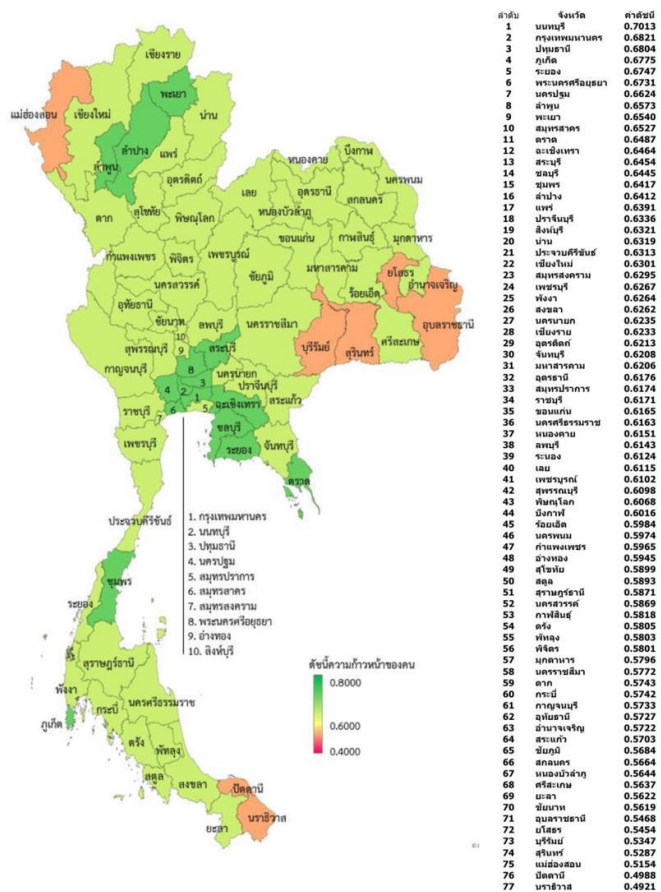 เชียงราย
แม่ฮ่องสอน
เชียงใหม่
พะเยา
น่าน
ลำปาง
ลำพูน
แพร่
อุตรดิตถ์
ตาก
สุโขทัย
พิษณุโลก
เลย
หนองคาย
บึงกาฬ
นครพนม
อุดรธานี
สกลนคร
หนองบัวลำภู
กำแพงเพชร
พิจิตร
เพชรบูรณ์
ขอนแก่น
กาฬสินธุ์
มุกดาหาร
ชัยภูมิ
มหาสารคาม
ร้อยเอ็ด
ยโสธร
อำนาจเจริญ
อุทัยธานี
นครสวรรค์
ชัยนาท
ลพบุรี
นครราชสีมา
บุรีรัมย์
สุรินทร์
ศรีสะเกษ
อุบลราชธานี
สุพรรณบุรี
10
9
สระบุรี
กาญจนบุรี
8
นครนายก
3
ปราจีนบุรี
4
2
1
สระแก้ว
ราชบุรี
6
5
ฉะเชิงเทรา
7
ชลบุรี
เพชรบุรี
ระยอง
จันทบุรี
ตราด
ประจวบคีรีขันธ์
1. กรุงเทพมหานคร
2. นนทบุรี
3. ปทุมธานี
4. นครปฐม
5. สมุทรปราการ
6. สมุทรสาคร
7. สมุทรสงคราม
8. พระนครศรีอยุธยา
9. อ่างทอง
10. สิงห์บุรี
ชุมพร
ระยอง
สุราษฎร์ธานี
พังงา
นครศรีธรรมราช
กระบี่
ภูเก็ต
ตรัง
พัทลุง
สตูล
สงขลา
ปัตตานี
นราธิวาส
ยะลา
ดัชนีความก้าวหน้าของคน
0.8000
0.6000
0.4000
ลำดับ จังหวัด ค่าดัชนี
1 นนทบุรี 0.7013
2 กรุงเทพมหานคร 0.6821
3 ปทุมธานี 0.6804
4 ภูเก็ต 0.6775
5 ระยอง 0.6747
6 พระนครศรีอยุธยา 0.6731
7 นครปฐม 0.6624
8 ลำพูน 0.6573
9 พะเยา 0.6540
10 สมุทรสาคร 0.6527
11 ตราด 0.6487
12 ฉะเชิงเทรา 0.6464
13 สระบุรี 0.6454
14 ชลบุรี 0.6445
15 ชุมพร 0.6417
16 ลำปาง 0.6412
17 แพร่ 0.6391
18 ปราจีนบุรี 0.6336
19 สิงห์บุรี 0.6321
20 น่าน 0.6319
21 ประจวบคีรีขันธ์ 0.6313
22 เชียงใหม่ 0.6301
23 สมุทรสงคราม 0.6295
24 เพชรบุรี 0.6267
25 พังงา 0.6264
26 สงขลา 0.6262
27 นครนายก 0.6235
28 เชียงราย 0.6233
29 อุตรดิตถ์ 0.6213
30 จันทบุรี 0.6208
31 มหาสารคาม 0.6206
32 อุดรธานี 0.6176
33 สมุทรปราการ 0.6174
34 ราชบุรี 0.6171
35 ขอนแก่น 0.6165
36 นครศรีธรรมราช 0.6163
37 หนองคาย 0.6151
38 ลพบุรี 0.6143
39 ระนอง 0.6124
40 เลย 0.6115
41 เพชรบูรณ์ 0.6102
42 สุพรรณบุรี 0.6098
43 พิษณุโลก 0.6068
44 บึงกาฬ 0.6016
45 ร้อยเอ็ด 0.5984
46 นครพนม 0.5974
47 กำแพงเพชร 0.5965
48 อ่างทอง 0.5945
49 สุโขทัย 0.5899
50 สตูล 0.5893
51 สุราษฎร์ธานี 0.5871
52 นครสวรรค์ 0.5869
53 กาฬสินธุ์ 0.5818
54 ตรัง 0.5805
55 พัทลุง 0.5803
56 พิจิตร 0.5801
57 มุกดาหาร 0.5796
58 นครราชสีมา 0.5772
59 ตาก 0.5743
60 กระบี่ 0.5742
61 กาญจนบุรี 0.5733
62 อุทัยธานี 0.5727
63 อำนาจเจริญ 0.5722
64 สระแก้ว 0.5703
65 ชัยภูมิ 0.5684
66 สกลนคร 0.5664
67 หนองบัวลำภู 0.5644
68 ศรีสะเกษ 0.5637
69 ยะลา 0.5622
70 ชัยนาท 0.5619
71 อุบลราชธานี 0.5468
72 ยโสธร 0.5454
73 บุรีรัมย์ 0.5347
74 สุรินทร์ 0.5287
75 แม่ฮ่องสอน 0.5154
76 ปัตตานี 0.4988
77 นราธิวาส 0.4921